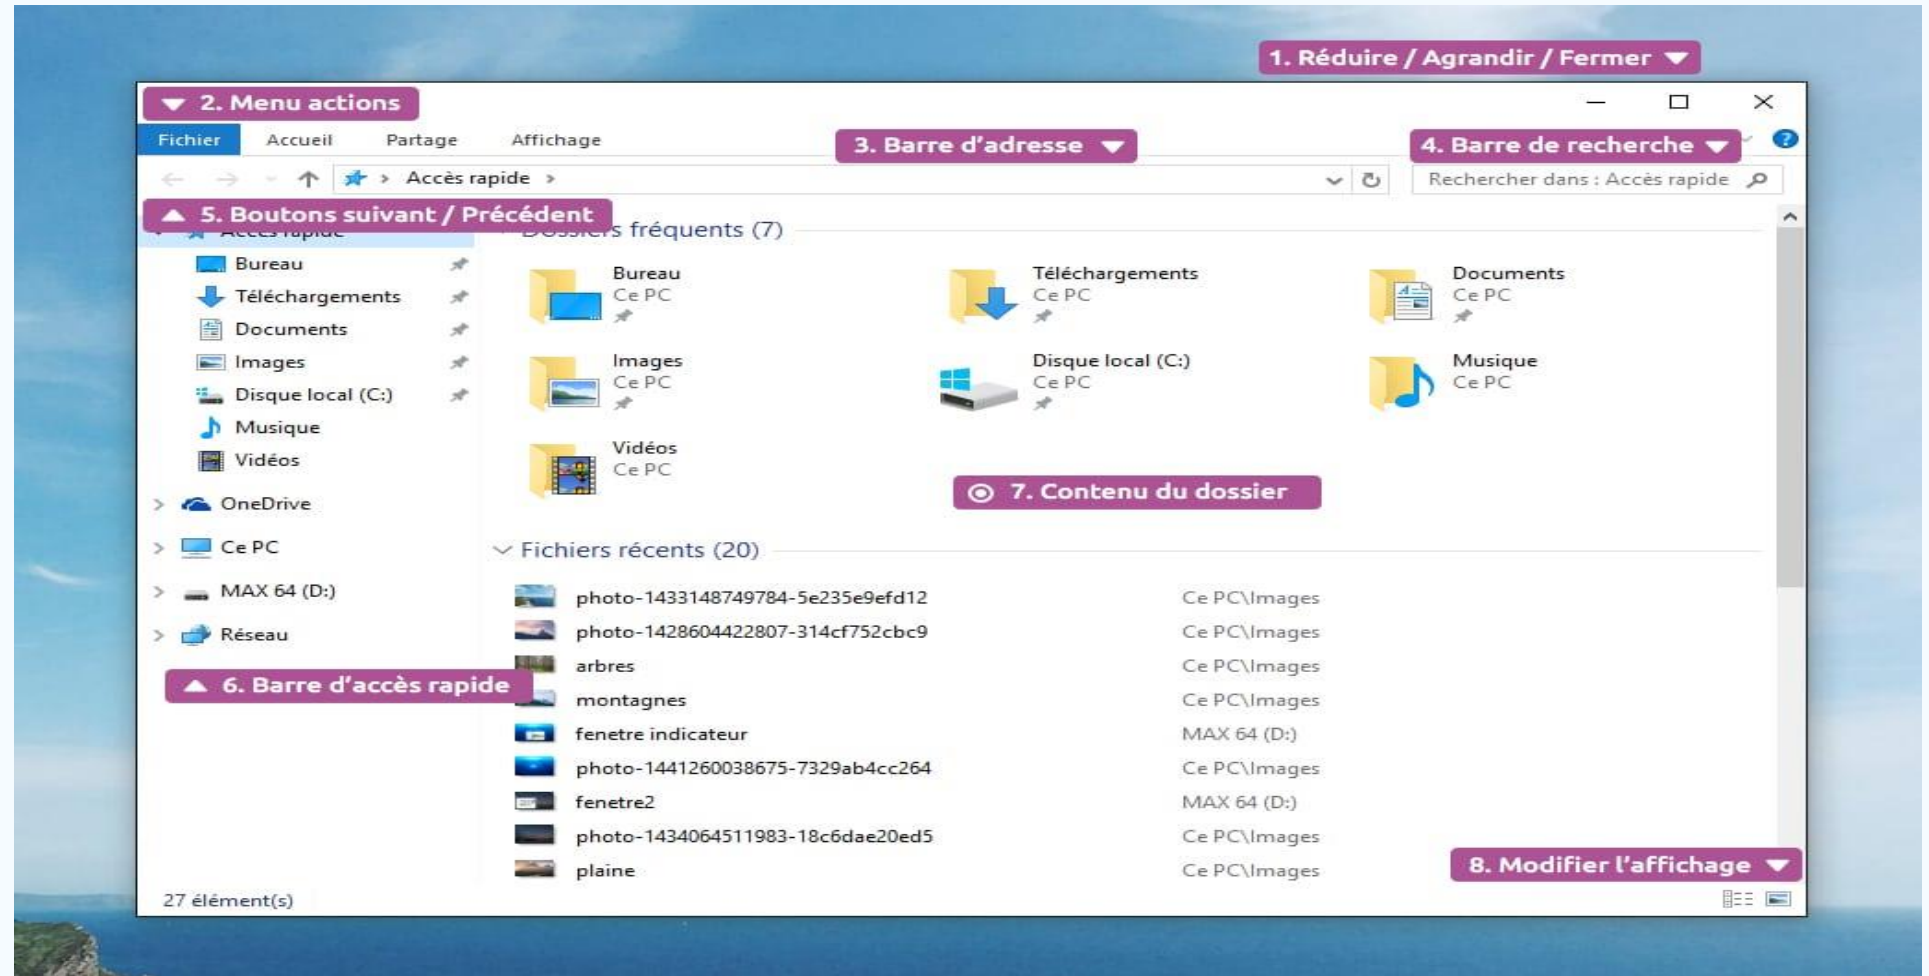 1. Réduire / Agrandir / Fermer
2. Menu actions
Fichier Accueil Partage Affichage
3. Barre d'adresse
4. Barre de recherche
Accès rapide
Rechercher dans : Accès rapide
5. Boutons suivant / Précédent
Accès rapide
Bureau
Téléchargements
Documents
Images
Disque local (C:)
Musique
Vidéos
OneDrive
Ce PC
MAX 64 (D:)
Réseau
6. Barre d'accès rapide
Dossiers fréquents (7)
Bureau
Ce PC
Téléchargements
Ce PC
Documents
Ce PC
Images
Ce PC
Disque local (C:)
Ce PC
Musique
Ce PC
Vidéos
Ce PC
7. Contenu du dossier
Fichiers récents (20)
photo-1433148749784-5e235e9efd12 Ce PC\Images
photo-1428604422807-314cf752cbc9 Ce PC\Images
arbres Ce PC\Images
montagnes Ce PC\Images
fenetre indicateur MAX 64 (D:)
photo-1441260038675-7329ab4cc264 Ce PC\Images
fenetre2 MAX 64 (D:)
photo-1434064511983-18c6dae20ed5 Ce PC\Images
plaine Ce PC\Images
8. Modifier l'affichage
27 élément(s)